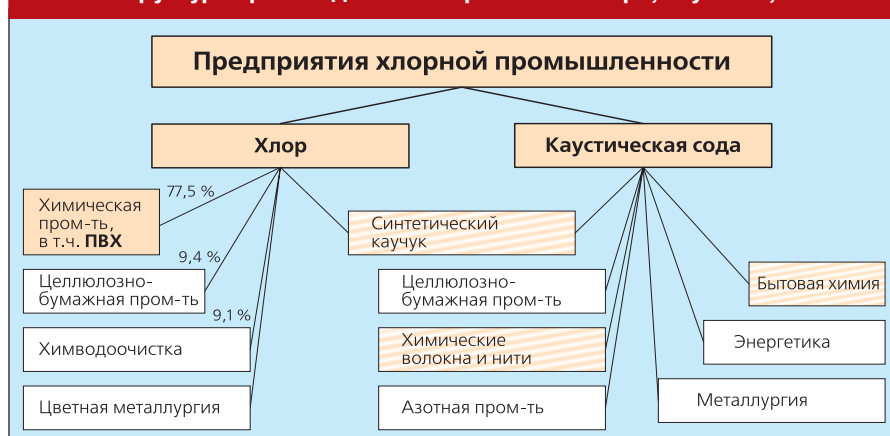 Предприятия хлорной промышленности
Хлор
Каустическая сода
77,5 %
Химическая
пром-ть,
в т.ч. ПВХ
Синтетический
каучук
9,4 %
Целлюлозно-
бумажная пром-ть
Целлюлозно-
бумажная пром-ть
Бытовая химия
9,1 %
Химводоочистка
Химические
волокна и нити
Энергетика
Цветная металлургия
Азотная пром-ть
Металлургия